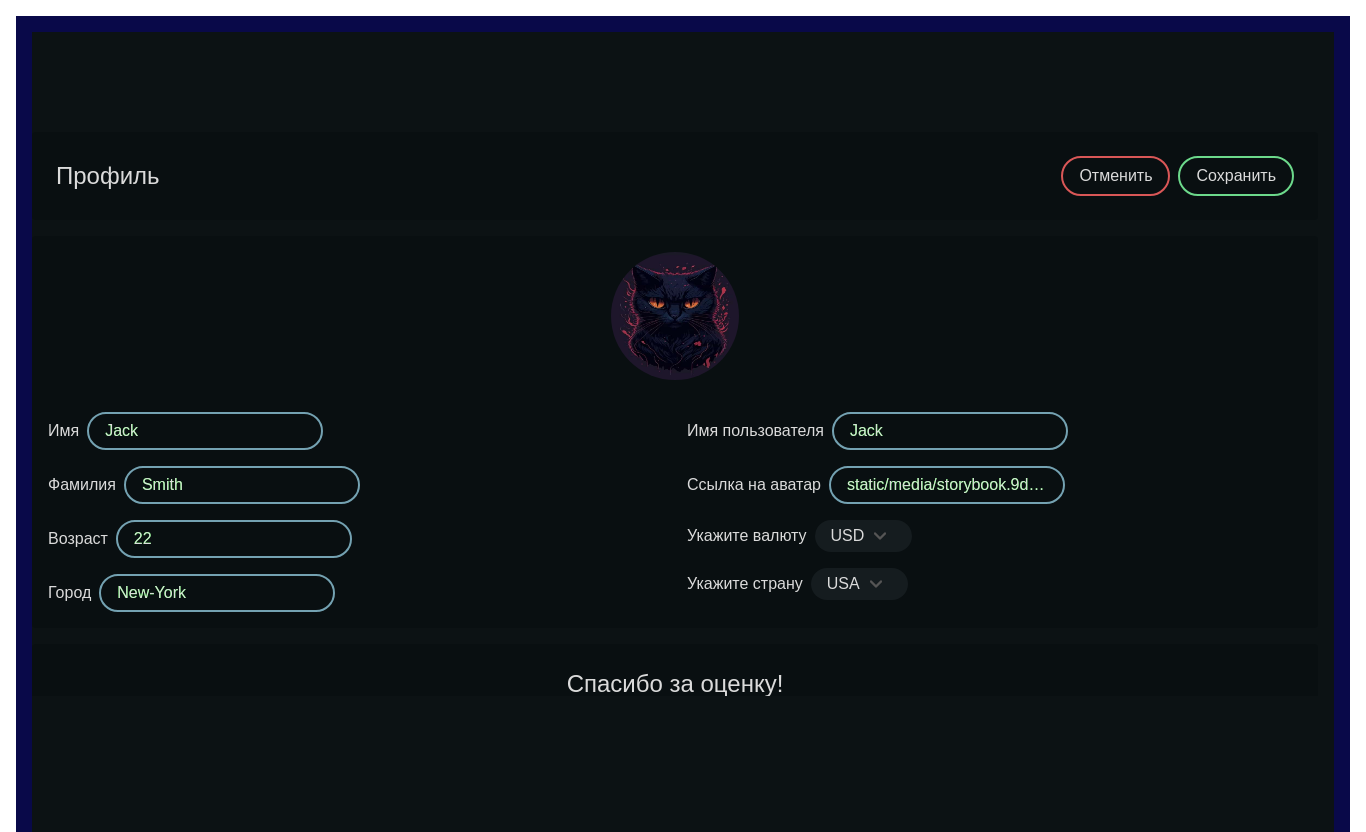 Профиль
Отменить
Сохранить
Имя Jack
Фамилия Smith
Возраст 22
Город New-York
Имя пользователя Jack
Ссылка на аватар static/media/storybook.9d…
Укажите валюту USD
Укажите страну USA
Спасибо за оценку!